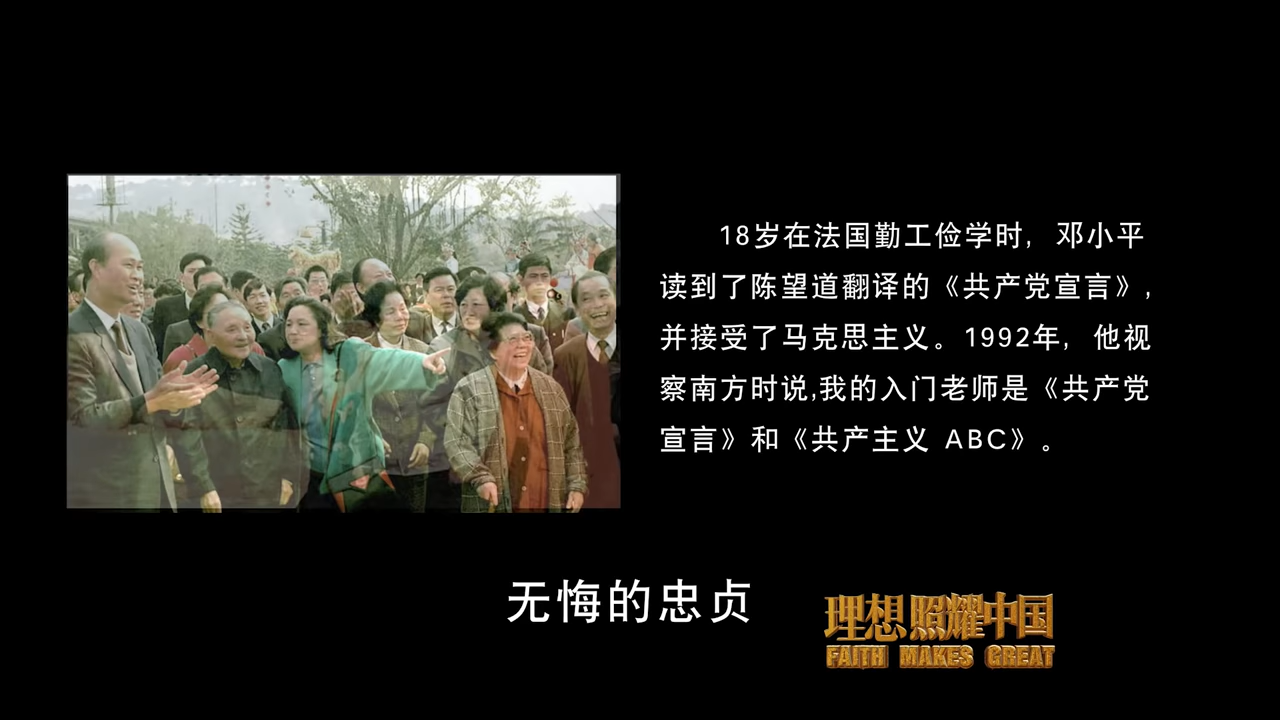 18岁在法国勤工俭学时，邓小平
读到了陈望道翻译的《共产党宣言》，
并接受了马克思主义。1992年，他视
察南方时说,我的入门老师是《共产党
宣言》和《共产主义 ABC》。
无悔的忠贞
理想照耀中国
FAITH MAKES GREAT